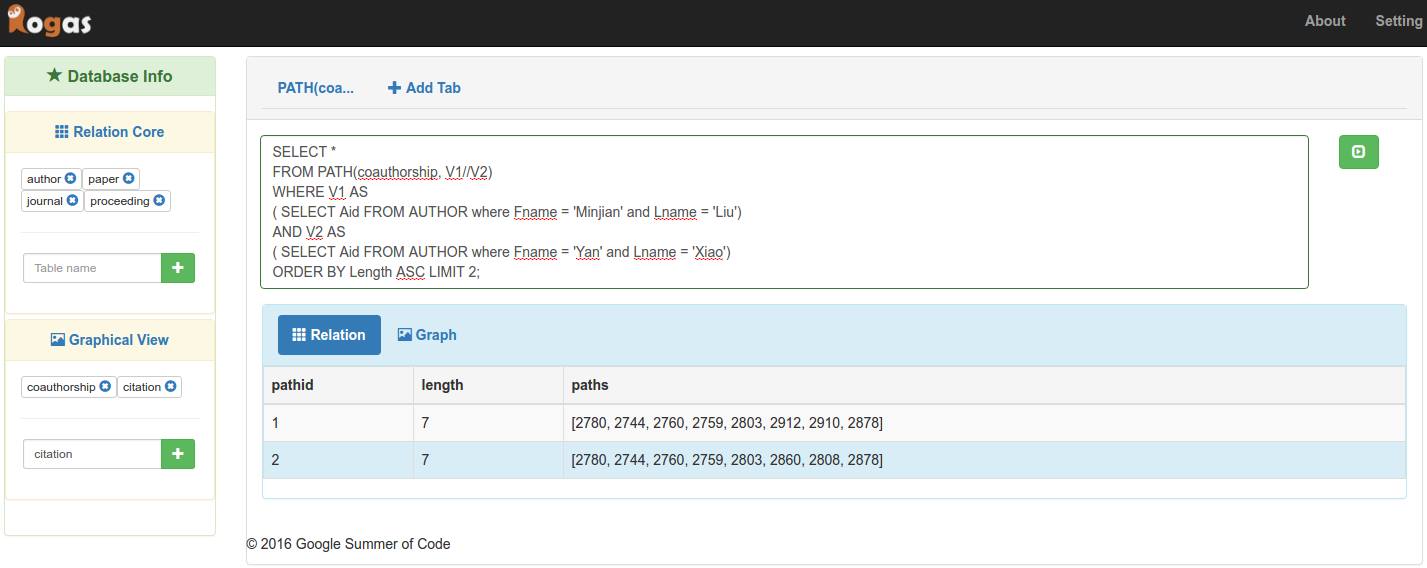 Rogas
About Setting
Database Info
Relation Core
author paper
journal proceeding
Table name
Graphical View
coauthorship citation
citation
PATH(coa... Add Tab
SELECT *
FROM PATH(coauthorship, V1//V2)
WHERE V1 AS
( SELECT Aid FROM AUTHOR where Fname = 'Minjian' and Lname = 'Liu')
AND V2 AS
( SELECT Aid FROM AUTHOR where Fname = 'Yan' and Lname = 'Xiao')
ORDER BY Length ASC LIMIT 2;
Relation Graph
pathid length paths
1 7 [2780, 2744, 2760, 2759, 2803, 2912, 2910, 2878]
2 7 [2780, 2744, 2760, 2759, 2803, 2860, 2808, 2878]
© 2016 Google Summer of Code